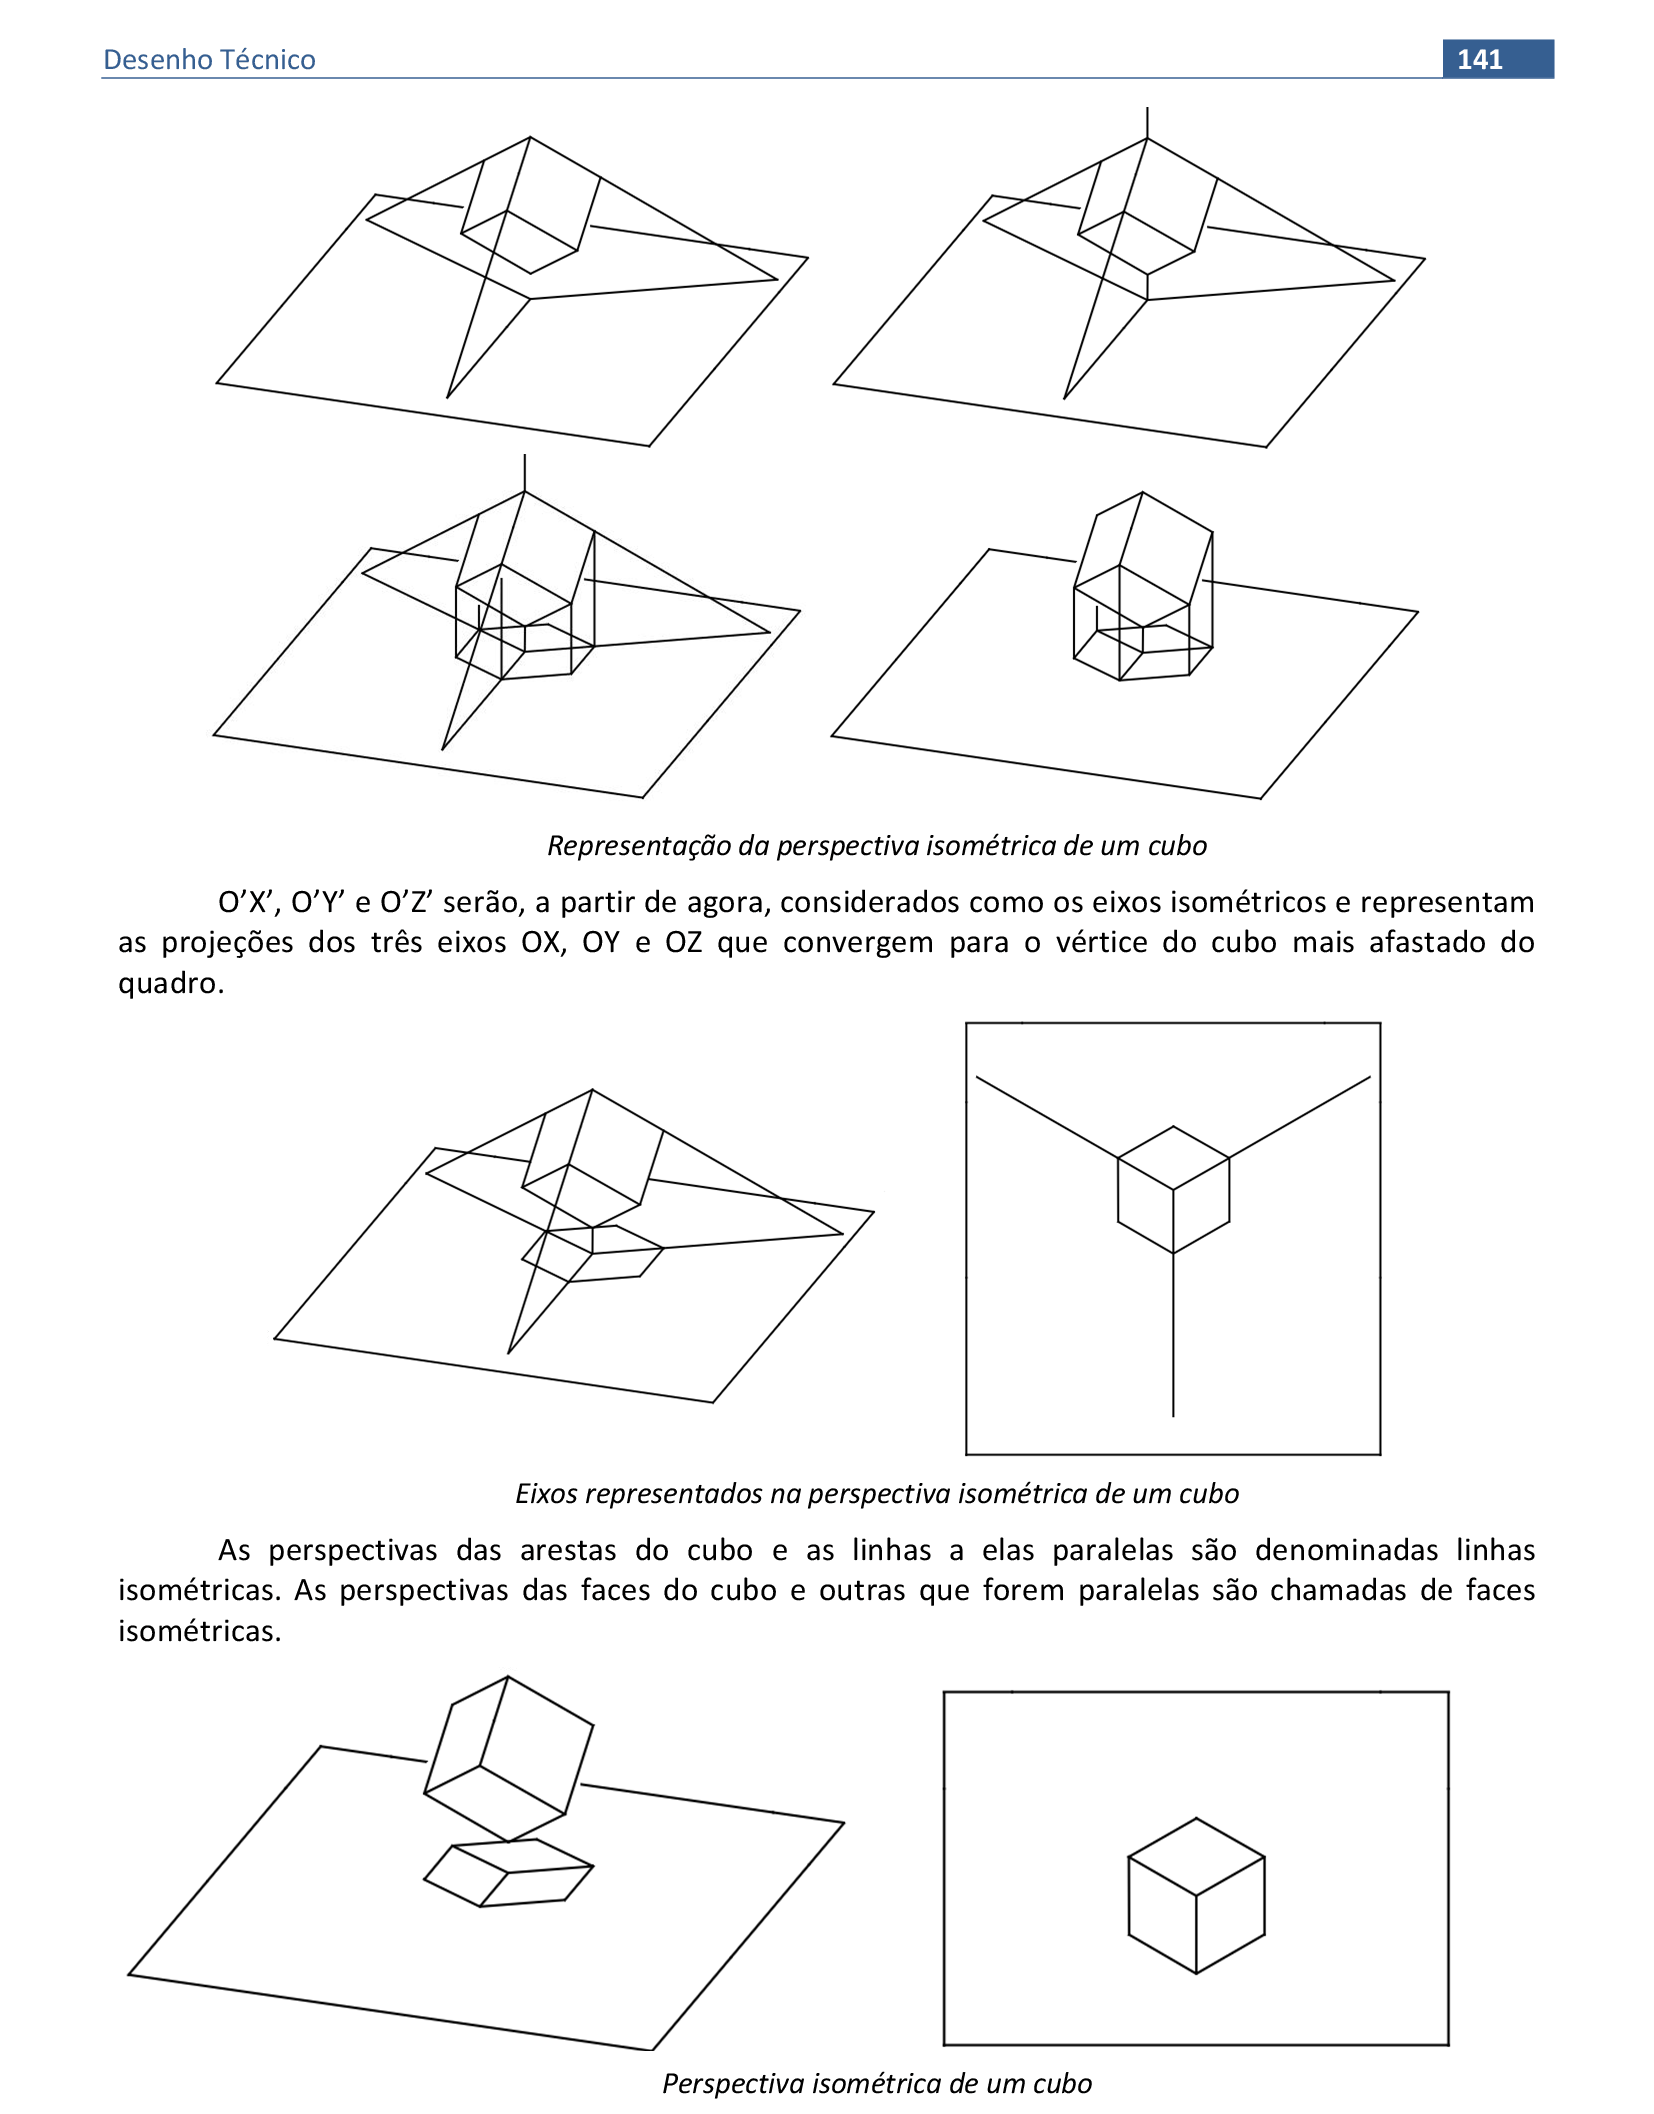 Desenho Técnico
141
Representação da perspectiva isométrica de um cubo
O’X’, O’Y’ e O’Z’ serão, a partir de agora, considerados como os eixos isométricos e representam
as projeções dos três eixos OX, OY e OZ que convergem para o vértice do cubo mais afastado do
quadro.
Eixos representados na perspectiva isométrica de um cubo
As perspectivas das arestas do cubo e as linhas a elas paralelas são denominadas linhas
isométricas. As perspectivas das faces do cubo e outras que forem paralelas são chamadas de faces
isométricas.
Perspectiva isométrica de um cubo